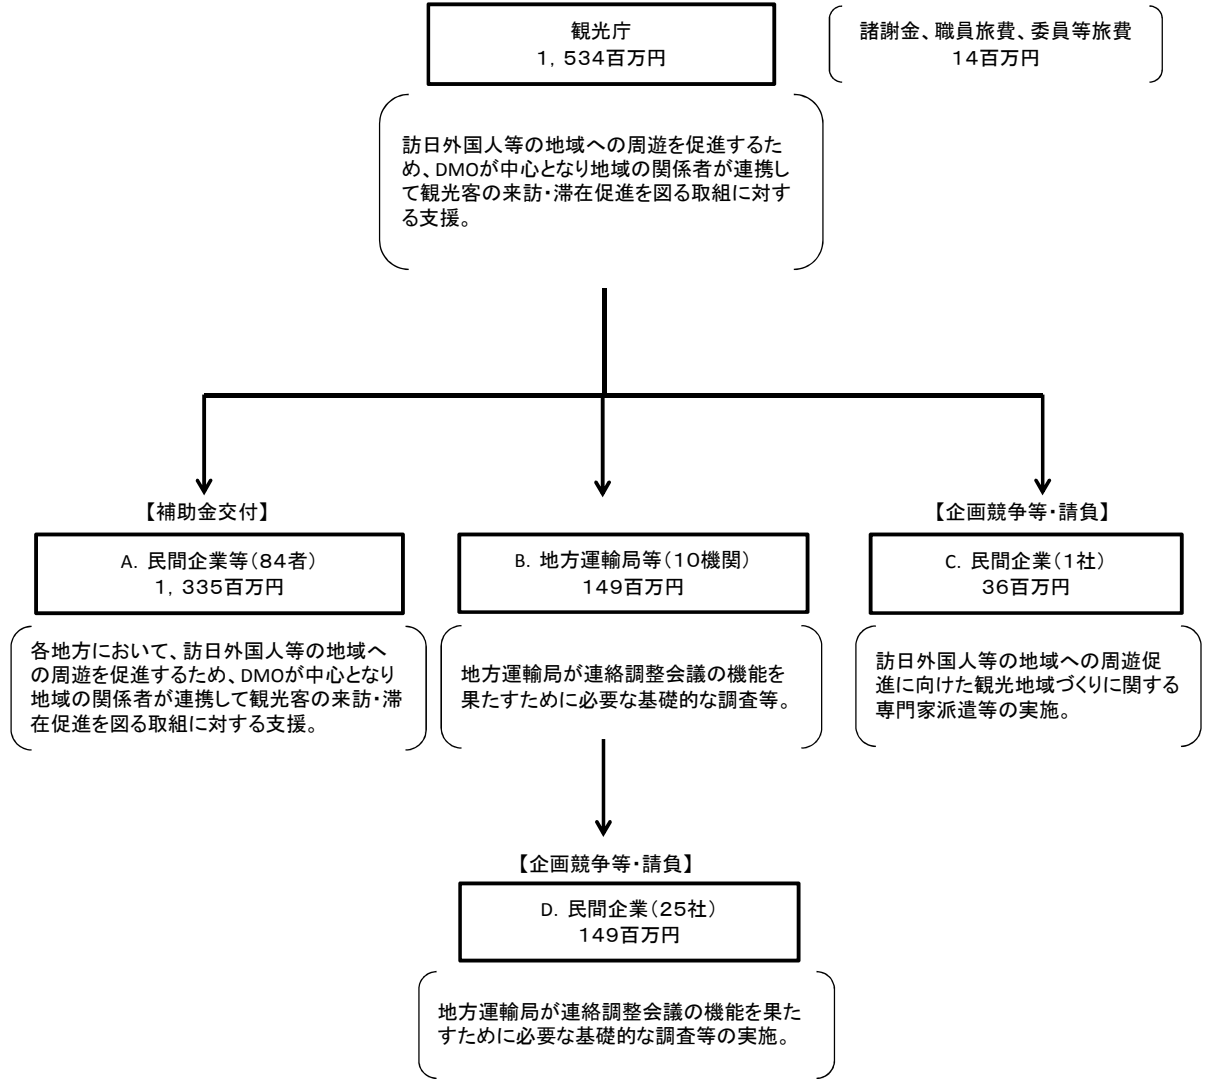 観光庁
1，534百万円
諸謝金、職員旅費、委員等旅費
14百万円
訪日外国人等の地域への周遊を促進するた
め、DMOが中心となり地域の関係者が連携し
て観光客の来訪・滞在促進を図る取組に対す
る支援。
【補助金交付】
A. 民間企業等（84者）
1，335百万円
各地方において、訪日外国人等の地域へ
の周遊を促進するため、DMOが中心となり
地域の関係者が連携して観光客の来訪・滞
在促進を図る取組に対する支援。
B. 地方運輸局等（10機関）
149百万円
地方運輸局が連絡調整会議の機能を
果たすために必要な基礎的な調査等。
【企画競争等・請負】
C. 民間企業（1社）
36百万円
訪日外国人等の地域への周遊促
進に向けた観光地域づくりに関する
専門家派遣等の実施。
【企画競争等・請負】
D. 民間企業（25社）
149百万円
地方運輸局が連絡調整会議の機能を果た
すために必要な基礎的な調査等の実施。